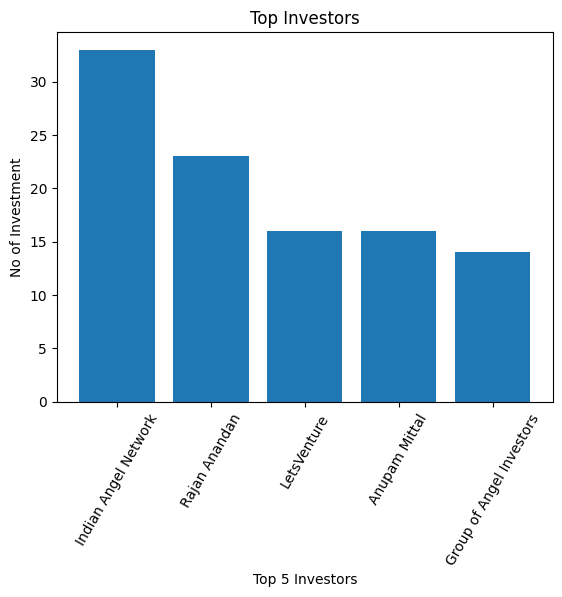 Top Investors
No of Investment
30
25
20
15
10
5
0
Indian Angel Network
Rajan Anandan
LetsVenture
Anupam Mittal
Group of Angel Investors
Top 5 Investors